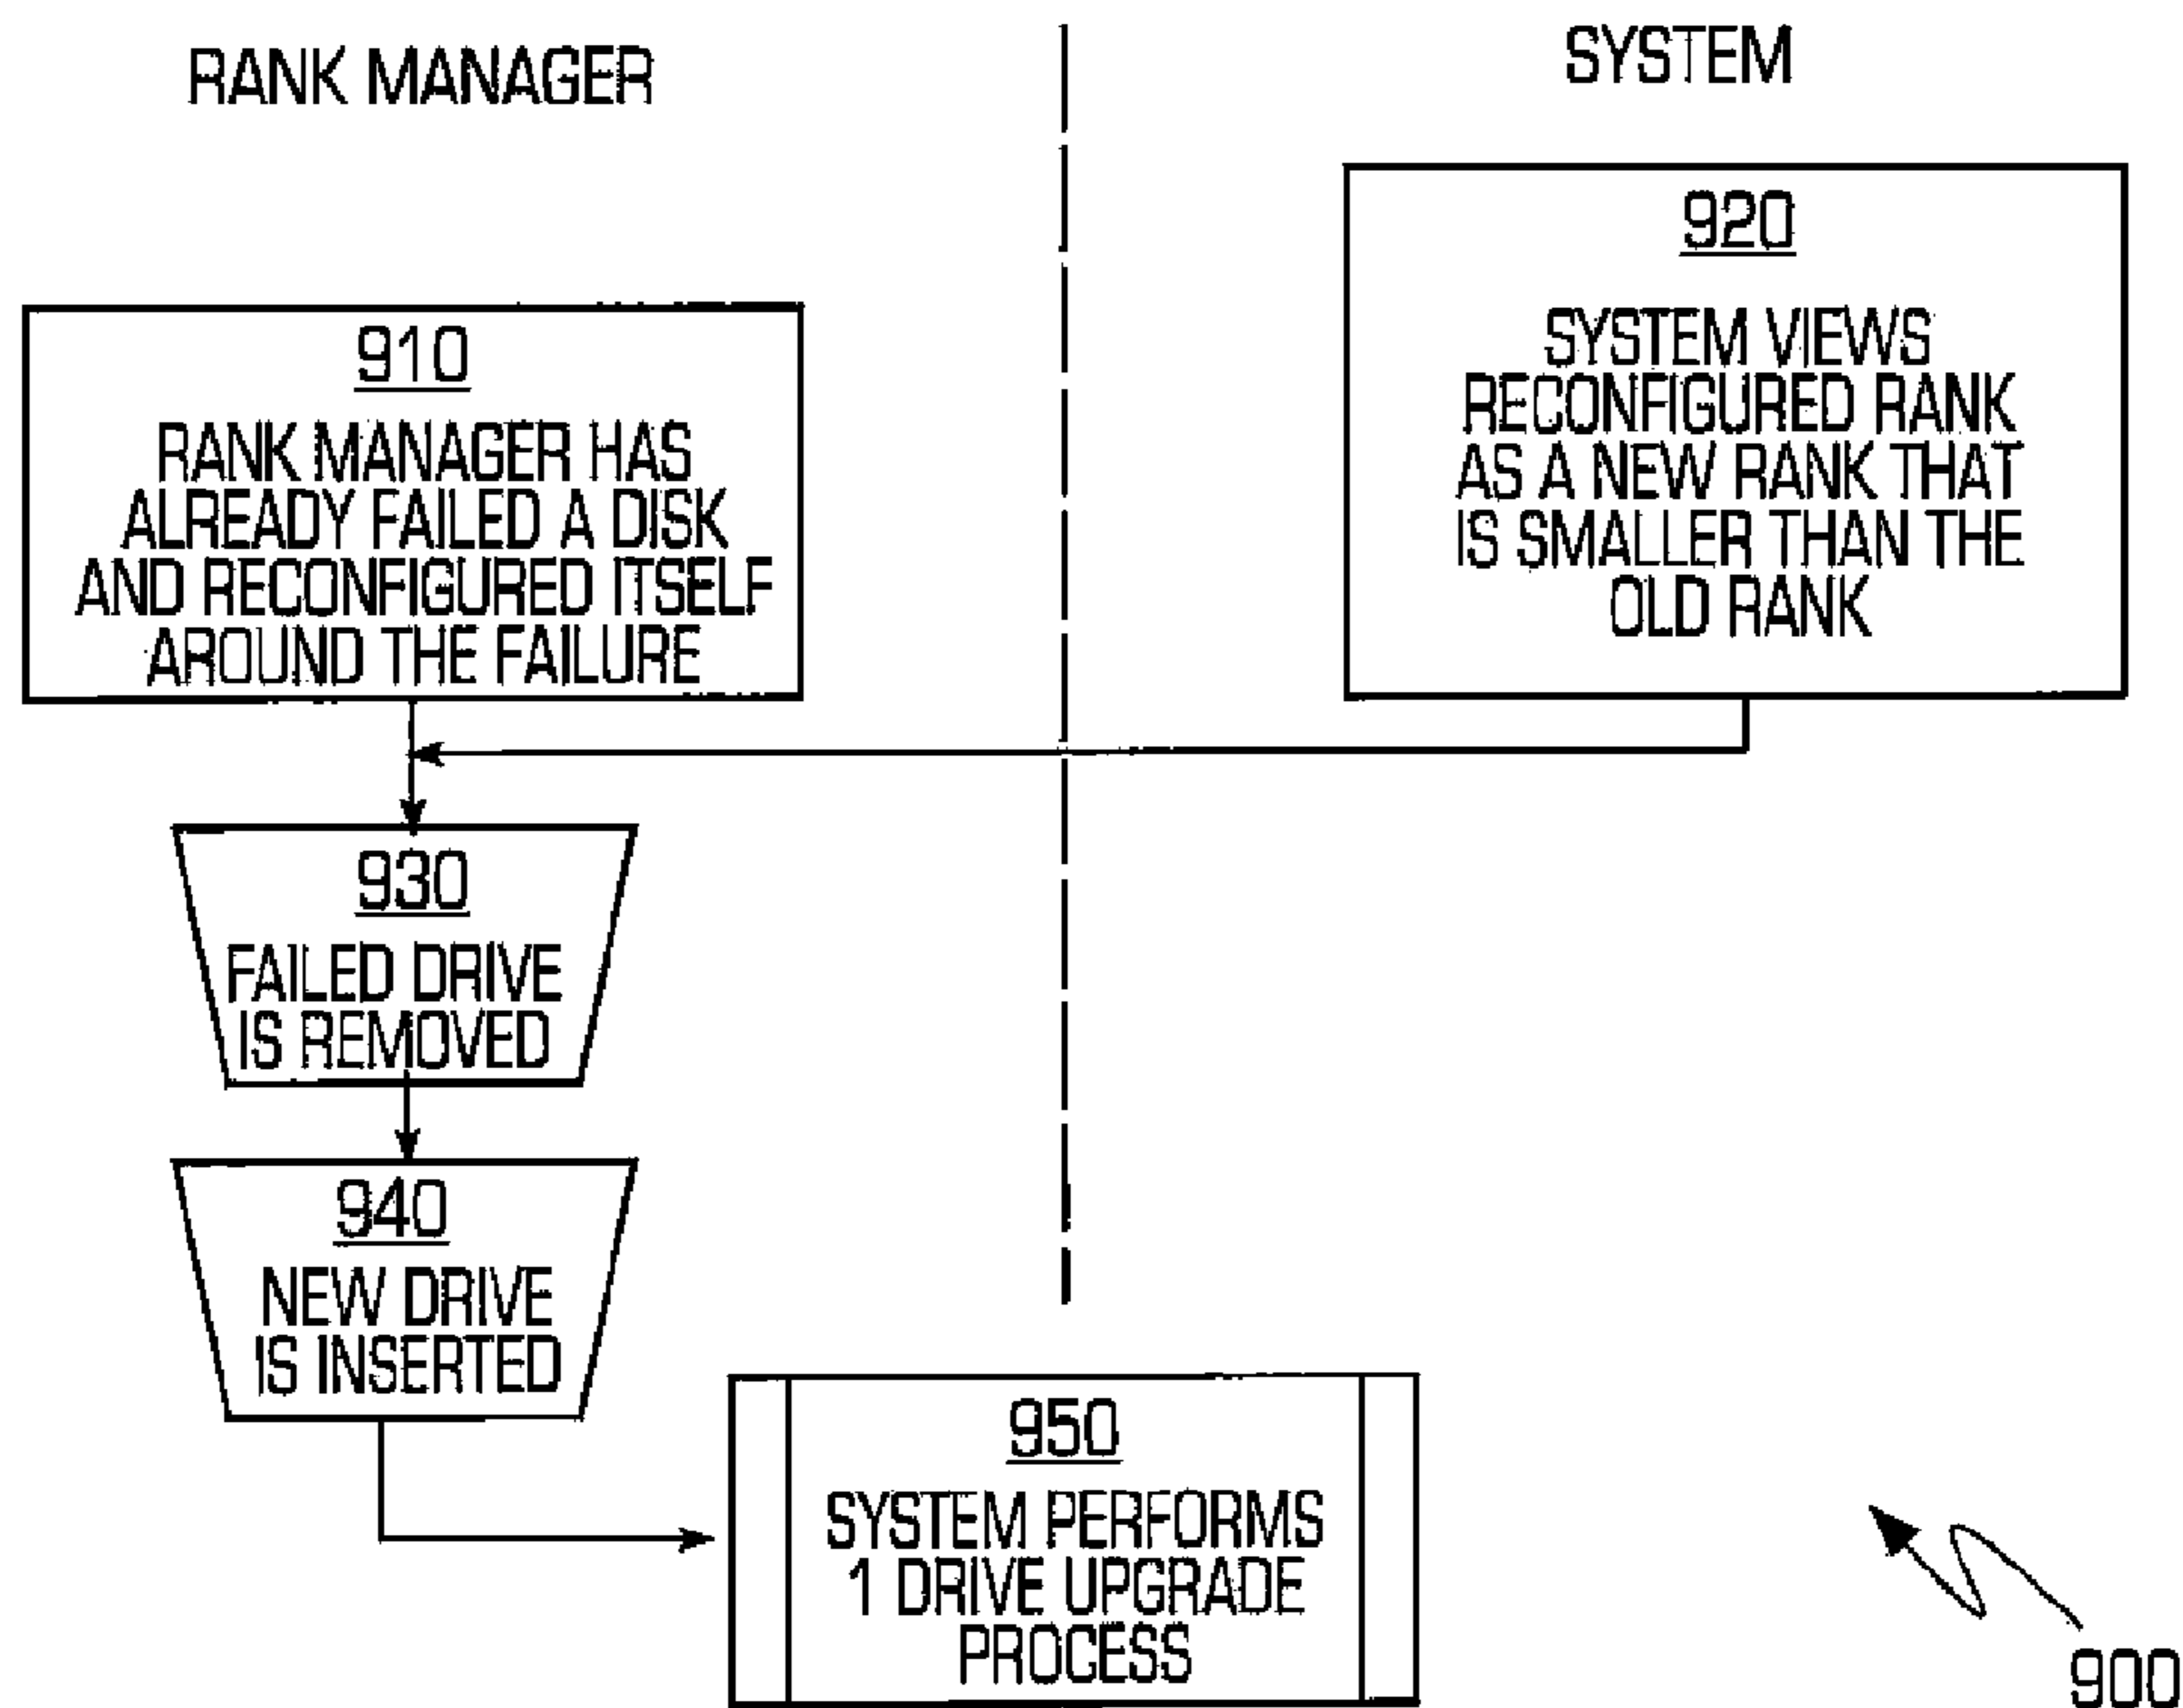 RANK MANAGER
SYSTEM
910
RANK MANAGER HAS
ALREADY FAILED A DISK
AND RECONFIGURED ITSELF
AROUND THE FAILURE
920
SYSTEM VIEWS
RECONFIGURED RANK
AS A NEW RANK THAT
IS SMALLER THAN THE
OLD RANK
930
FAILED DRIVE
IS REMOVED
940
NEW DRIVE
IS INSERTED
950
SYSTEM PERFORMS
1 DRIVE UPGRADE
PROCESS
900